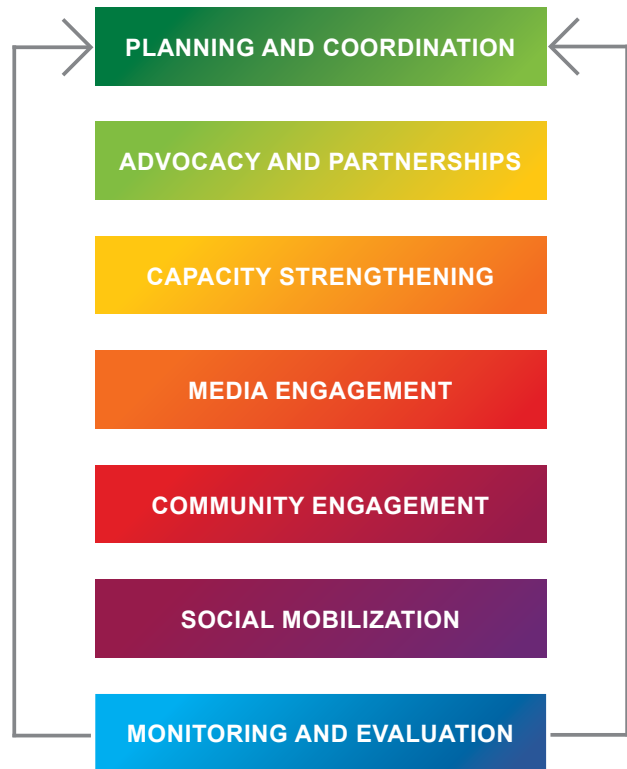 PLANNING AND COORDINATION
ADVOCACY AND PARTNERSHIPS
CAPACITY STRENGTHENING
MEDIA ENGAGEMENT
COMMUNITY ENGAGEMENT
SOCIAL MOBILIZATION
MONITORING AND EVALUATION